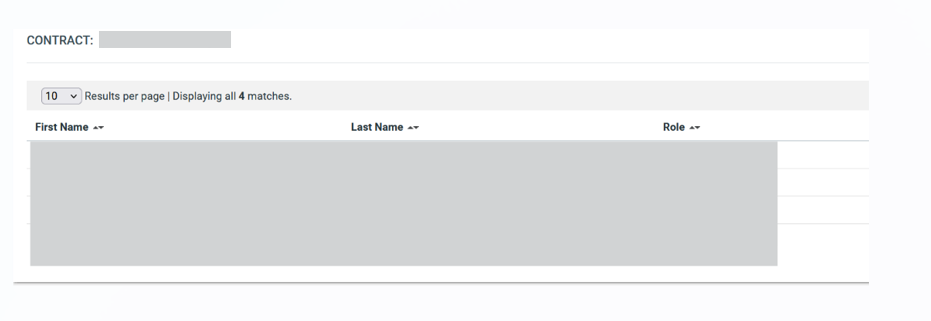 CONTRACT:
10 Results per page | Displaying all 4 matches.
First Name Last Name Role